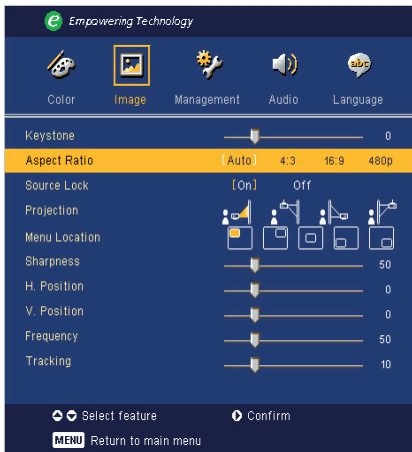 e Empowering Technology
abc
Color Image Management Audio Language
Keystone 0
Aspect Ratio [Auto] 4:3 16:9 480p
Source Lock [On] Off
Projection
Menu Location
Sharpness 50
H. Position 0
V. Position 0
Frequency 50
Tracking 10
Select feature Confirm
MENU Return to main menu